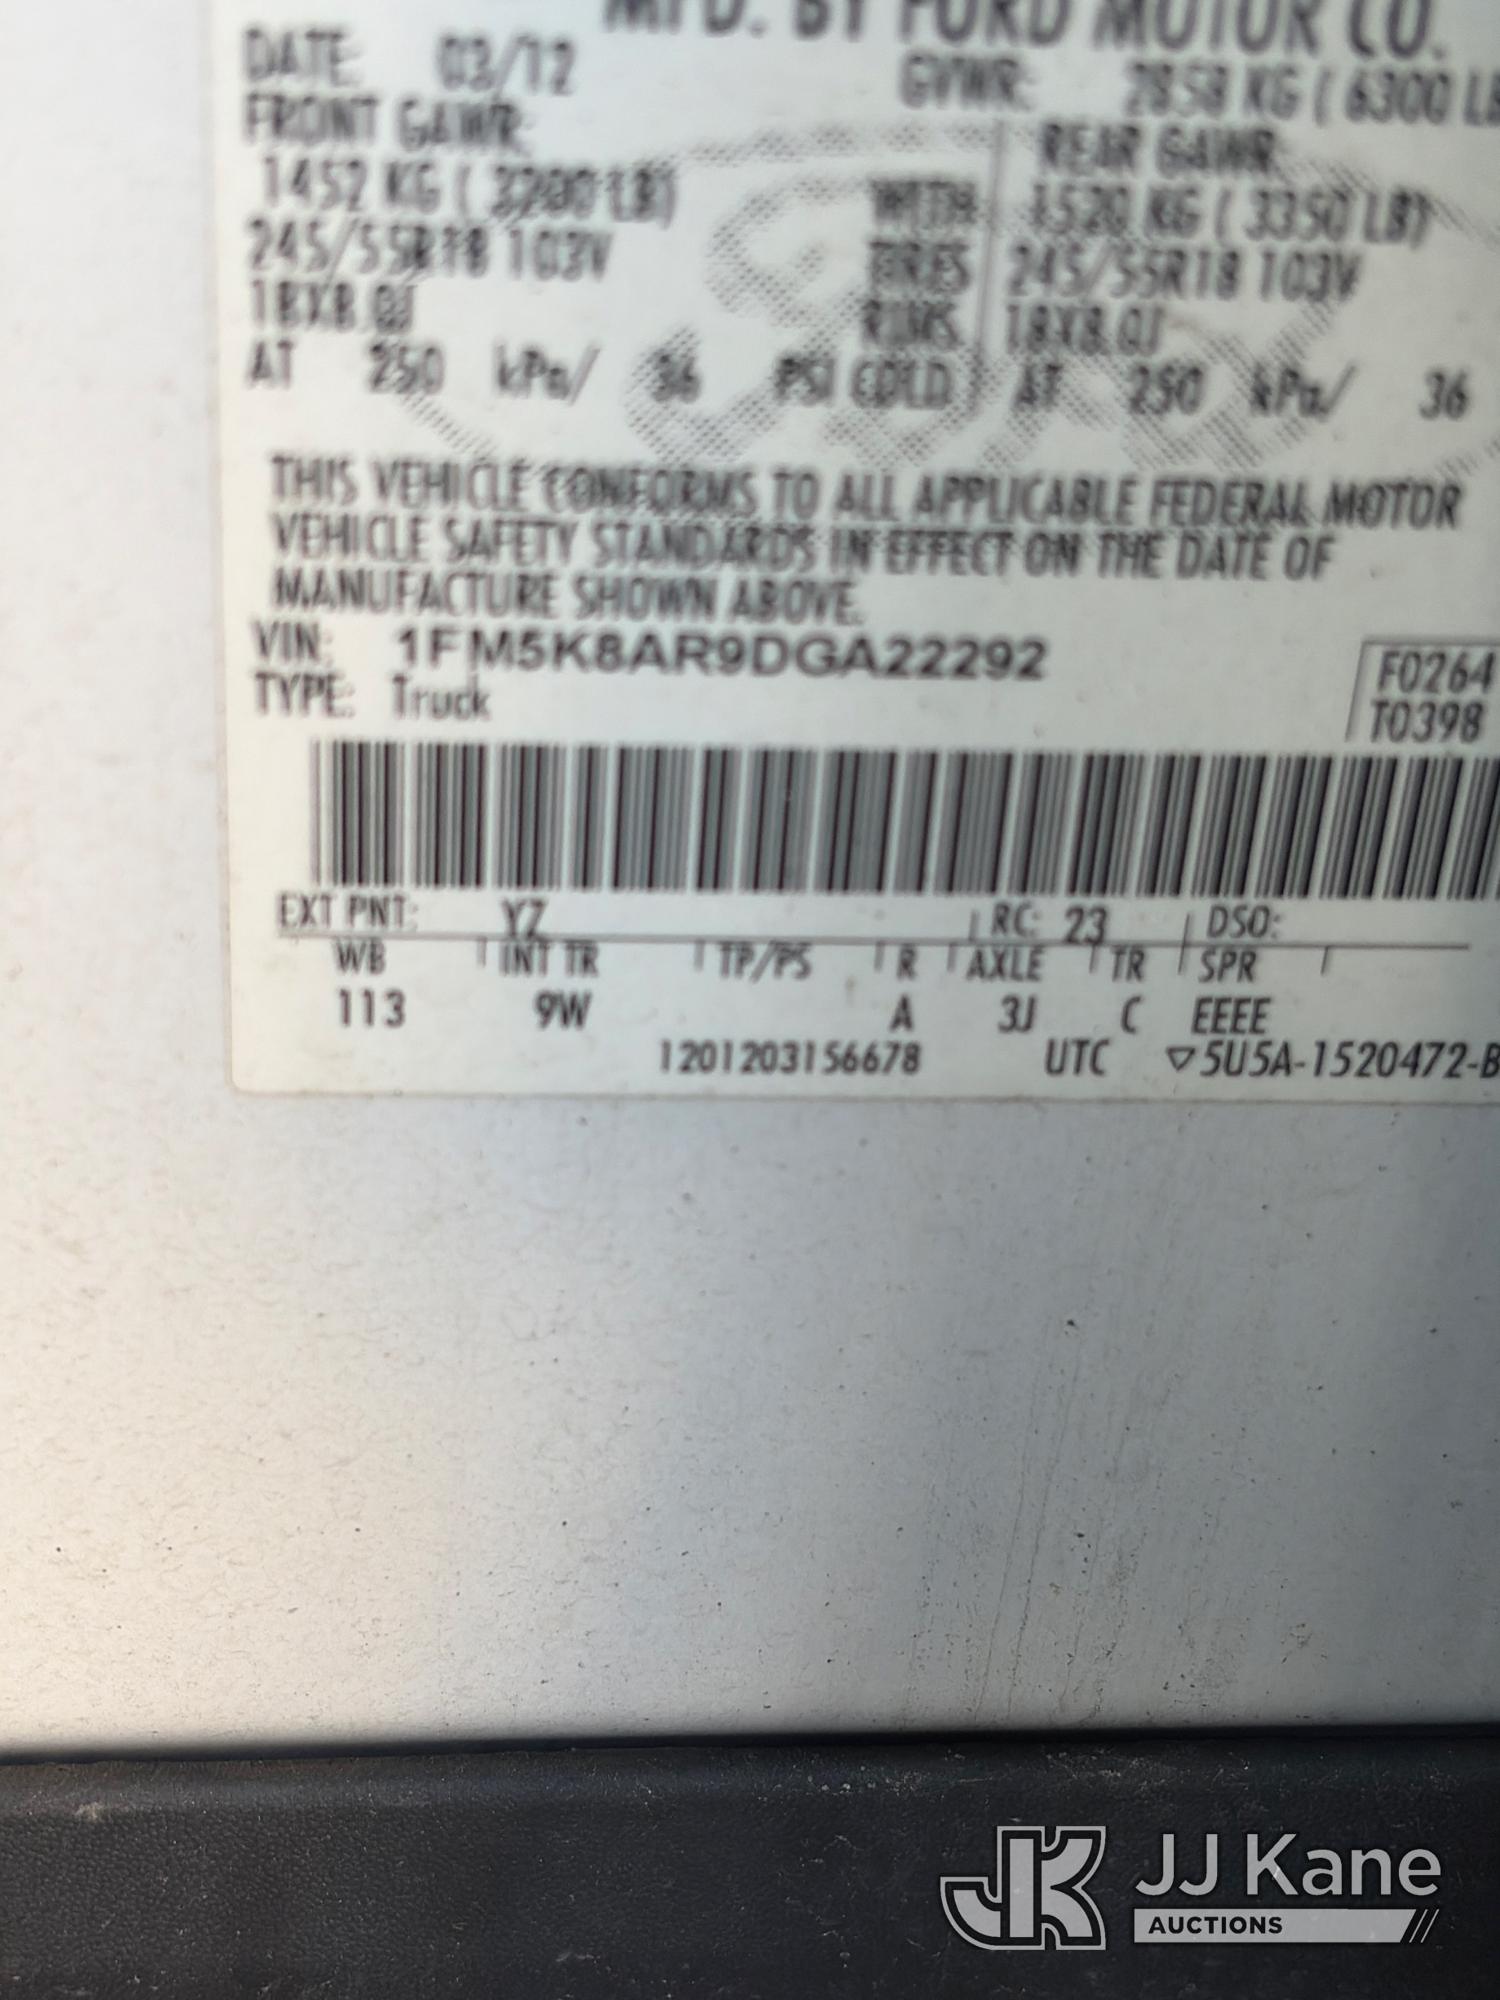 MFD. BY FORD MOTOR CO.
DATE: 03/12 GVWR: 2858 KG ( 6300 LB
FRONT GAWR: REAR GAWR:
1452 KG ( 3200 LB) WITH 1520 KG ( 3350 LB)
245/55R18 103V TIRES 245/55R18 103V
18X8.0J RIMS 18X8.0J
AT 250 kPa/ 36 PSI COLD AT 250 kPa/ 36
THIS VEHICLE CONFORMS TO ALL APPLICABLE FEDERAL MOTOR
VEHICLE SAFETY STANDARDS IN EFFECT ON THE DATE OF
MANUFACTURE SHOWN ABOVE.
VIN: 1FM5K8AR9DGA22292 F0264
TYPE: Truck T0398
EXT PNT: YZ RC: 23 DSO:
WB INT TR TP/PS R AXLE TR SPR
113 9W A 3J C EEEE
1201203156678 UTC ▽5U5A-1520472-B
JK JJ Kane
AUCTIONS